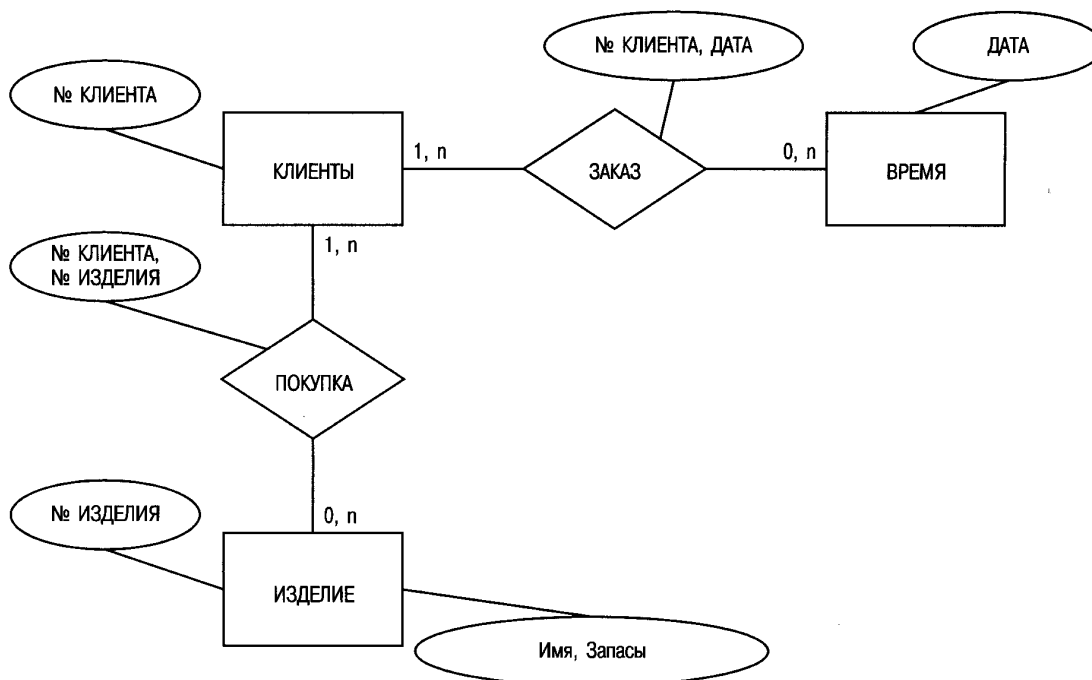 № КЛИЕНТА, ДАТА
ДАТА
№ КЛИЕНТА
КЛИЕНТЫ
1, n
ЗАКАЗ
0, n
ВРЕМЯ
1, n
№ КЛИЕНТА,
№ ИЗДЕЛИЯ
ПОКУПКА
№ ИЗДЕЛИЯ
0, n
ИЗДЕЛИЕ
Имя, Запасы